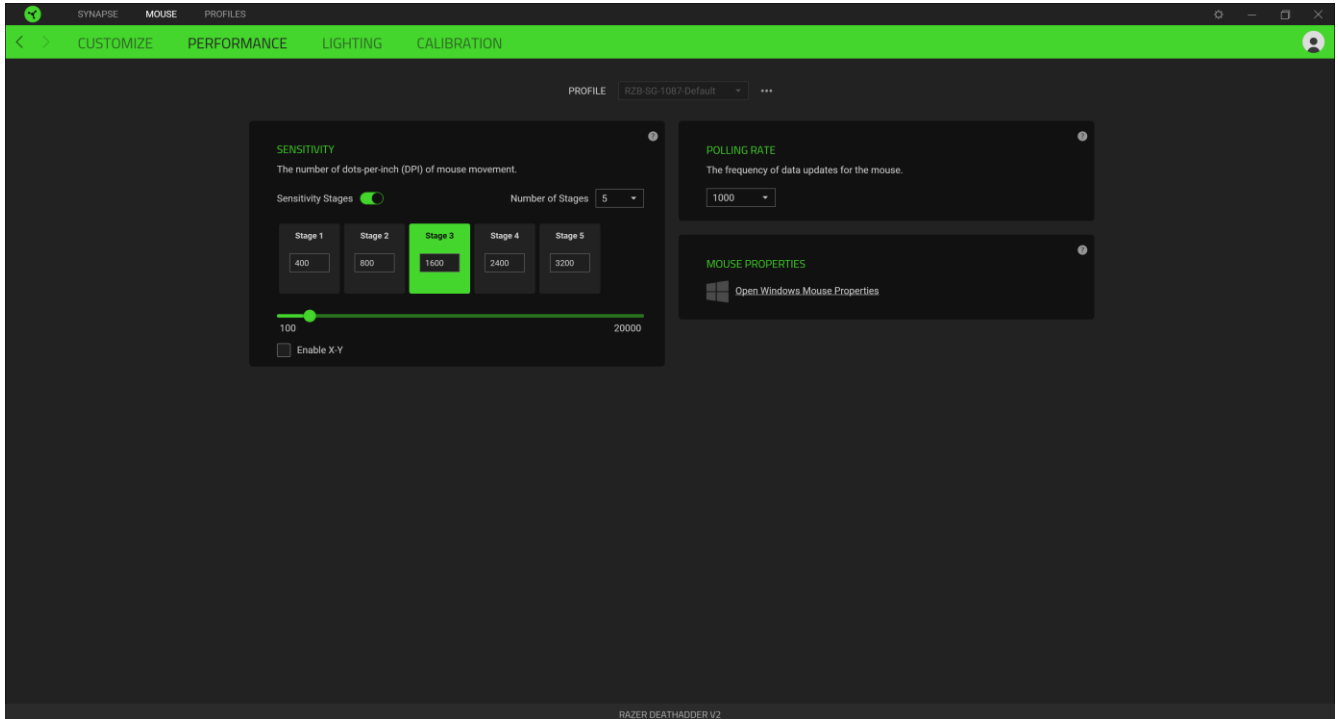 SYNAPSE MOUSE PROFILES
CUSTOMIZE PERFORMANCE LIGHTING CALIBRATION
PROFILE RZB-SG-1087-Default
SENSITIVITY
The number of dots-per-inch (DPI) of mouse movement.
Sensitivity Stages Number of Stages 5
Stage 1 Stage 2 Stage 3 Stage 4 Stage 5
400 800 1600 2400 3200
100 20000
Enable X-Y
POLLING RATE
The frequency of data updates for the mouse.
1000
MOUSE PROPERTIES
Open Windows Mouse Properties
RAZER DEATHADDER V2